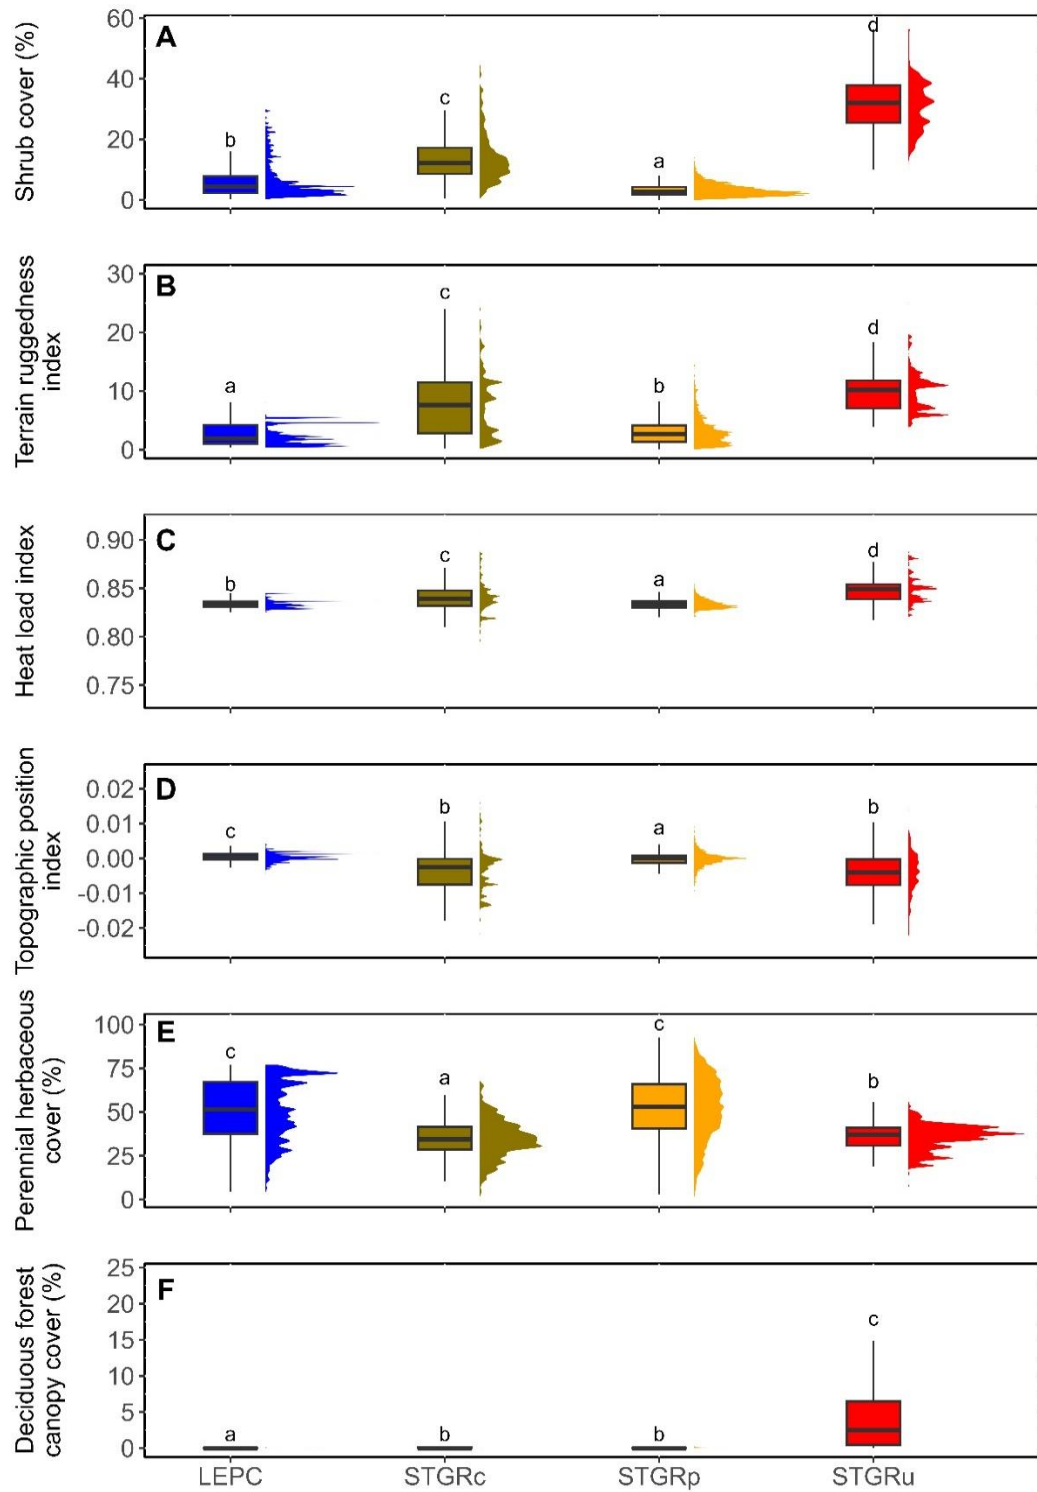 Shrub cover (%)
A
60
40
20
0
b
c
a
d
Terrain ruggedness
index
B
30
20
10
0
a
c
b
d
Heat load index
C
0.90
0.85
0.80
0.75
b
c
a
d
Topographic position
index
D
0.02
0.01
0.00
-0.01
-0.02
c
b
a
b
Perennial herbaceous
cover (%)
E
100
75
50
25
0
c
a
c
b
Deciduous forest
canopy cover (%)
F
25
20
15
10
5
0
a
b
b
c
LEPC STGRc STGRp STGRu